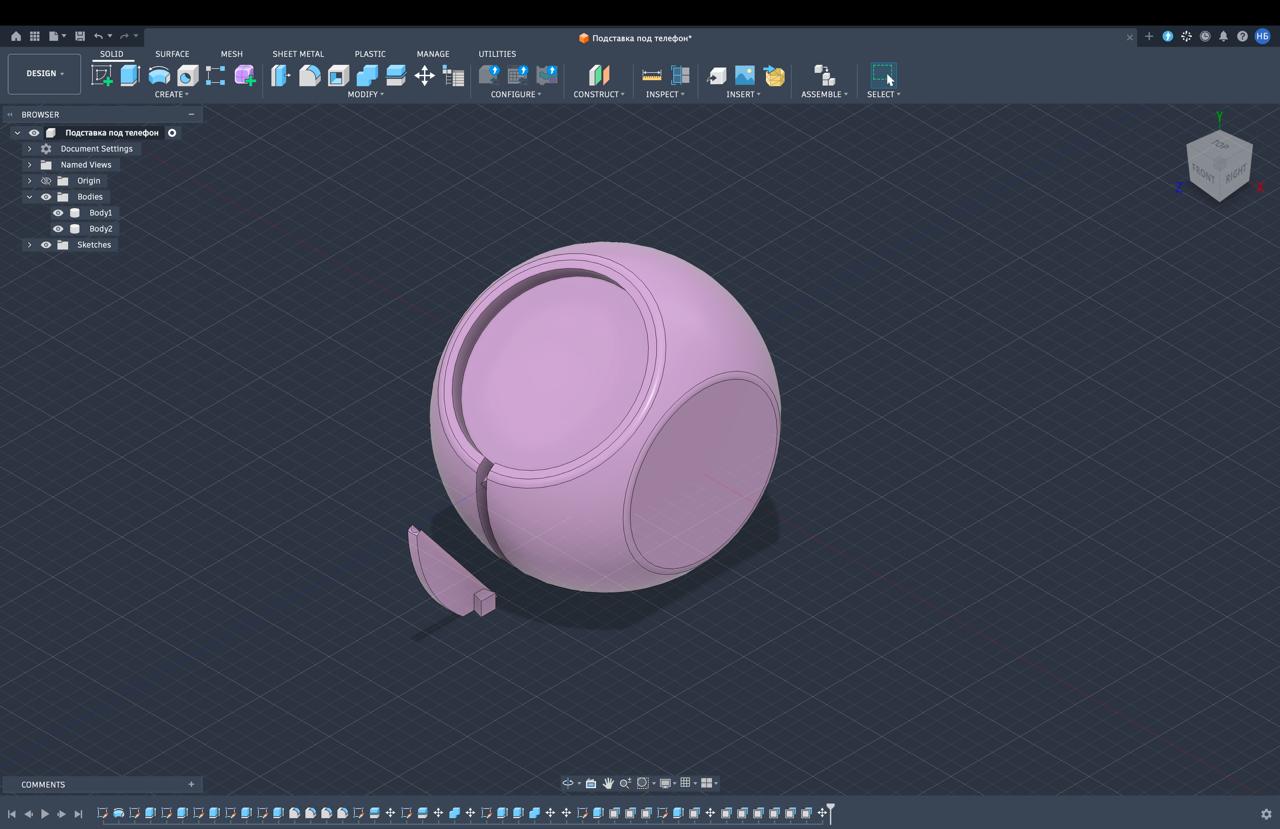 Подставка под телефон*
НБ
DESIGN
SOLID SURFACE MESH SHEET METAL PLASTIC MANAGE UTILITIES
CREATE MODIFY CONFIGURE CONSTRUCT INSPECT INSERT ASSEMBLE SELECT
BROWSER
Подставка под телефон
Document Settings
Named Views
Origin
Bodies
Body1
Body2
Sketches
Y
TOP
FRONT RIGHT
Z X
COMMENTS